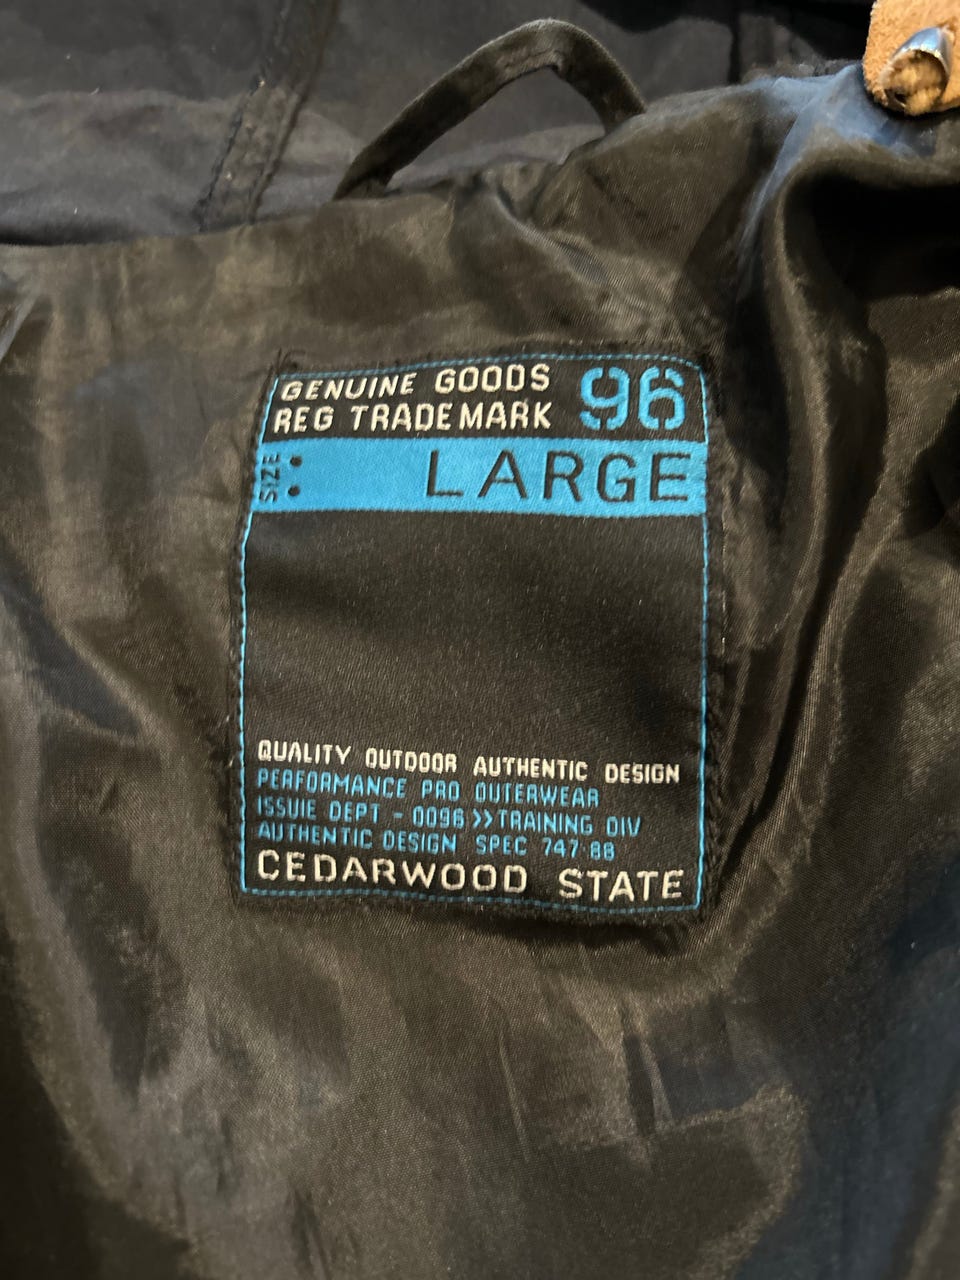 GENUINE GOODS 96
REG TRADEMARK
SIZE : LARGE
QUALITY OUTDOOR AUTHENTIC DESIGN
PERFORMANCE PRO OUTERWEAR
ISSUIE DEPT - 0096 >> TRAINING DIV
AUTHENTIC DESIGN SPEC 747 88
CEDARWOOD STATE